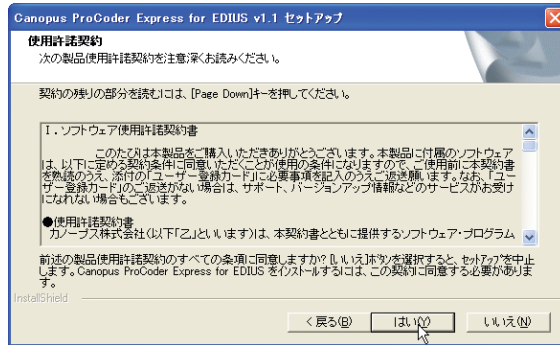 Canopus ProCoder Express for EDIUS v1.1 セットアップ
使用許諾契約
次の製品使用許諾契約を注意深くお読みください。
契約の残りの部分を読むには、[Page Down]キーを押してください。
Ⅰ．ソフトウェア使用許諾契約書
このたびは本製品をご購入いただきありがとうございます。本製品に付属のソフトウェア
は、以下に定める契約条件に同意いただくことが使用の条件になりますので、ご使用前に本契約書
を熟読のうえ、添付の「ユーザー登録カード」に必要事項を記入のうえご返送願います。なお、「ユー
ザー登録カード」のご返送がない場合は、サポート、バージョンアップ情報などのサービスがお受け
になれない場合もございます。
●使用許諾契約書
カノープス株式会社（以下「乙」といいます）は、本契約書とともに提供するソフトウェア・プログラム
前述の製品使用許諾契約のすべての条項に同意しますか? [いいえ]ボタンを選択すると、セットアップを中止
します。Canopus ProCoder Express for EDIUS をインストールするには、この契約に同意する必要がありま
す。
InstallShield
< 戻る(B)
はい(Y)
いいえ(N)